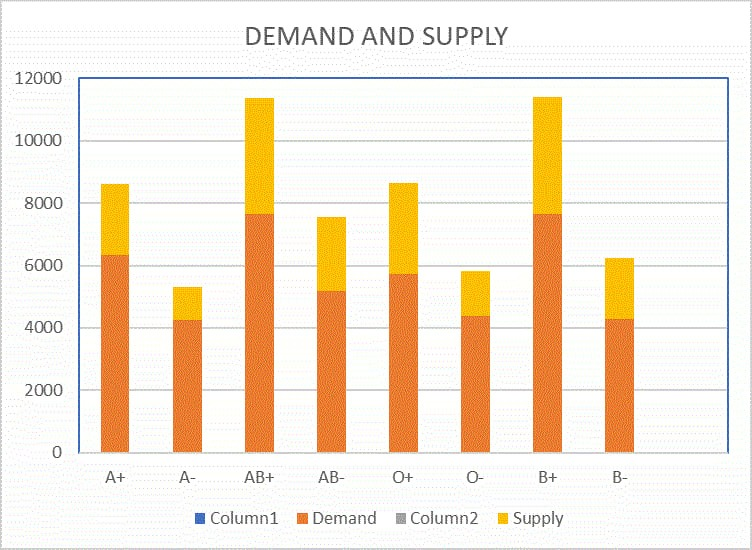 DEMAND AND SUPPLY
12000
10000
8000
6000
4000
2000
0
A+ A- AB+ AB- O+ O- B+ B-
Column1 Demand Column2 Supply